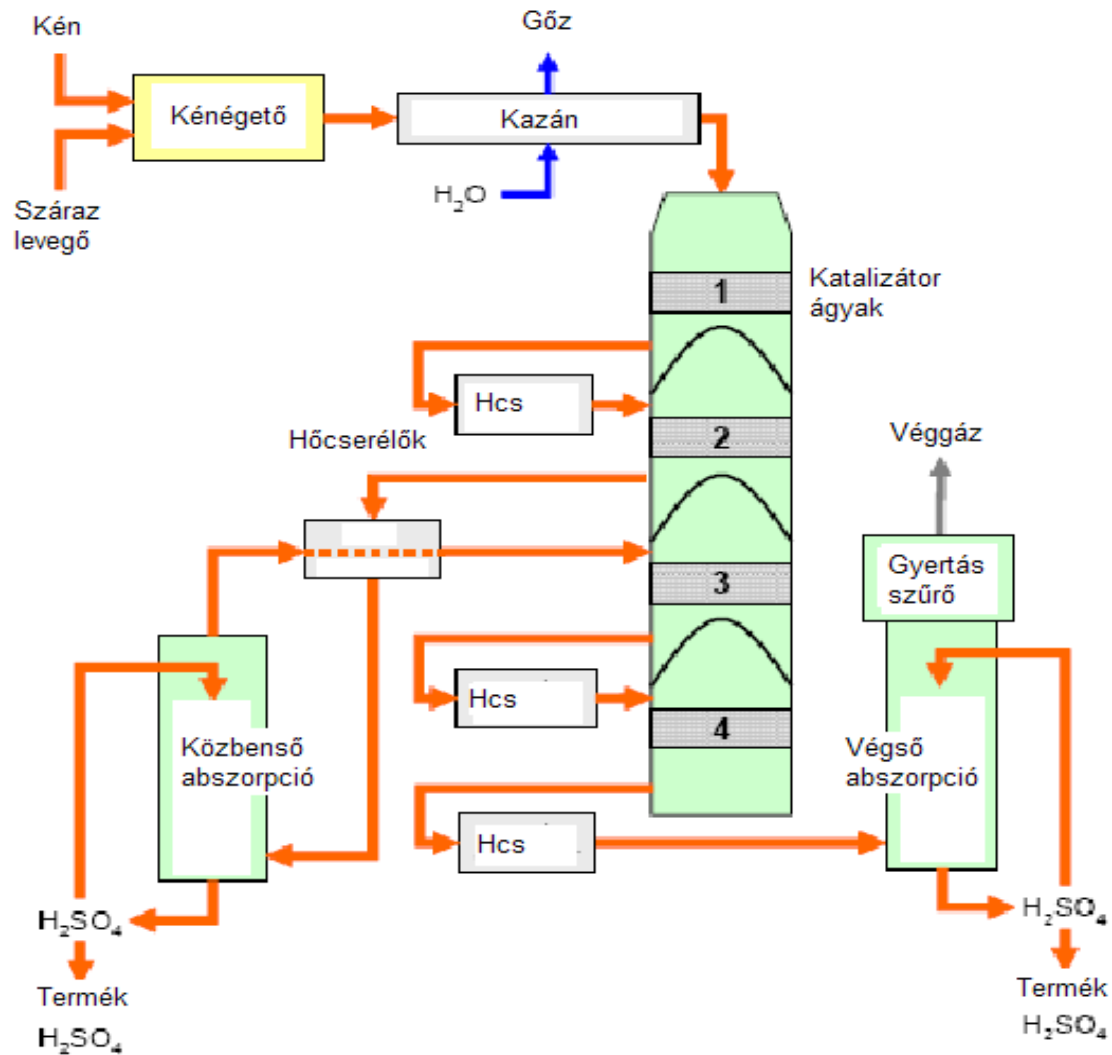 Kén
Gőz
Kénégető
Kazán
H₂O
Száraz
levegő
1
Katalizátor
ágyak
Hcs
2
Hőcserélők
Véggáz
3
Gyertás
szűrő
Hcs
4
Közbenső
abszorpció
Végső
abszorpció
Hcs
H₂SO₄
H₂SO₄
Termék
H₂SO₄
Termék
H₂SO₄